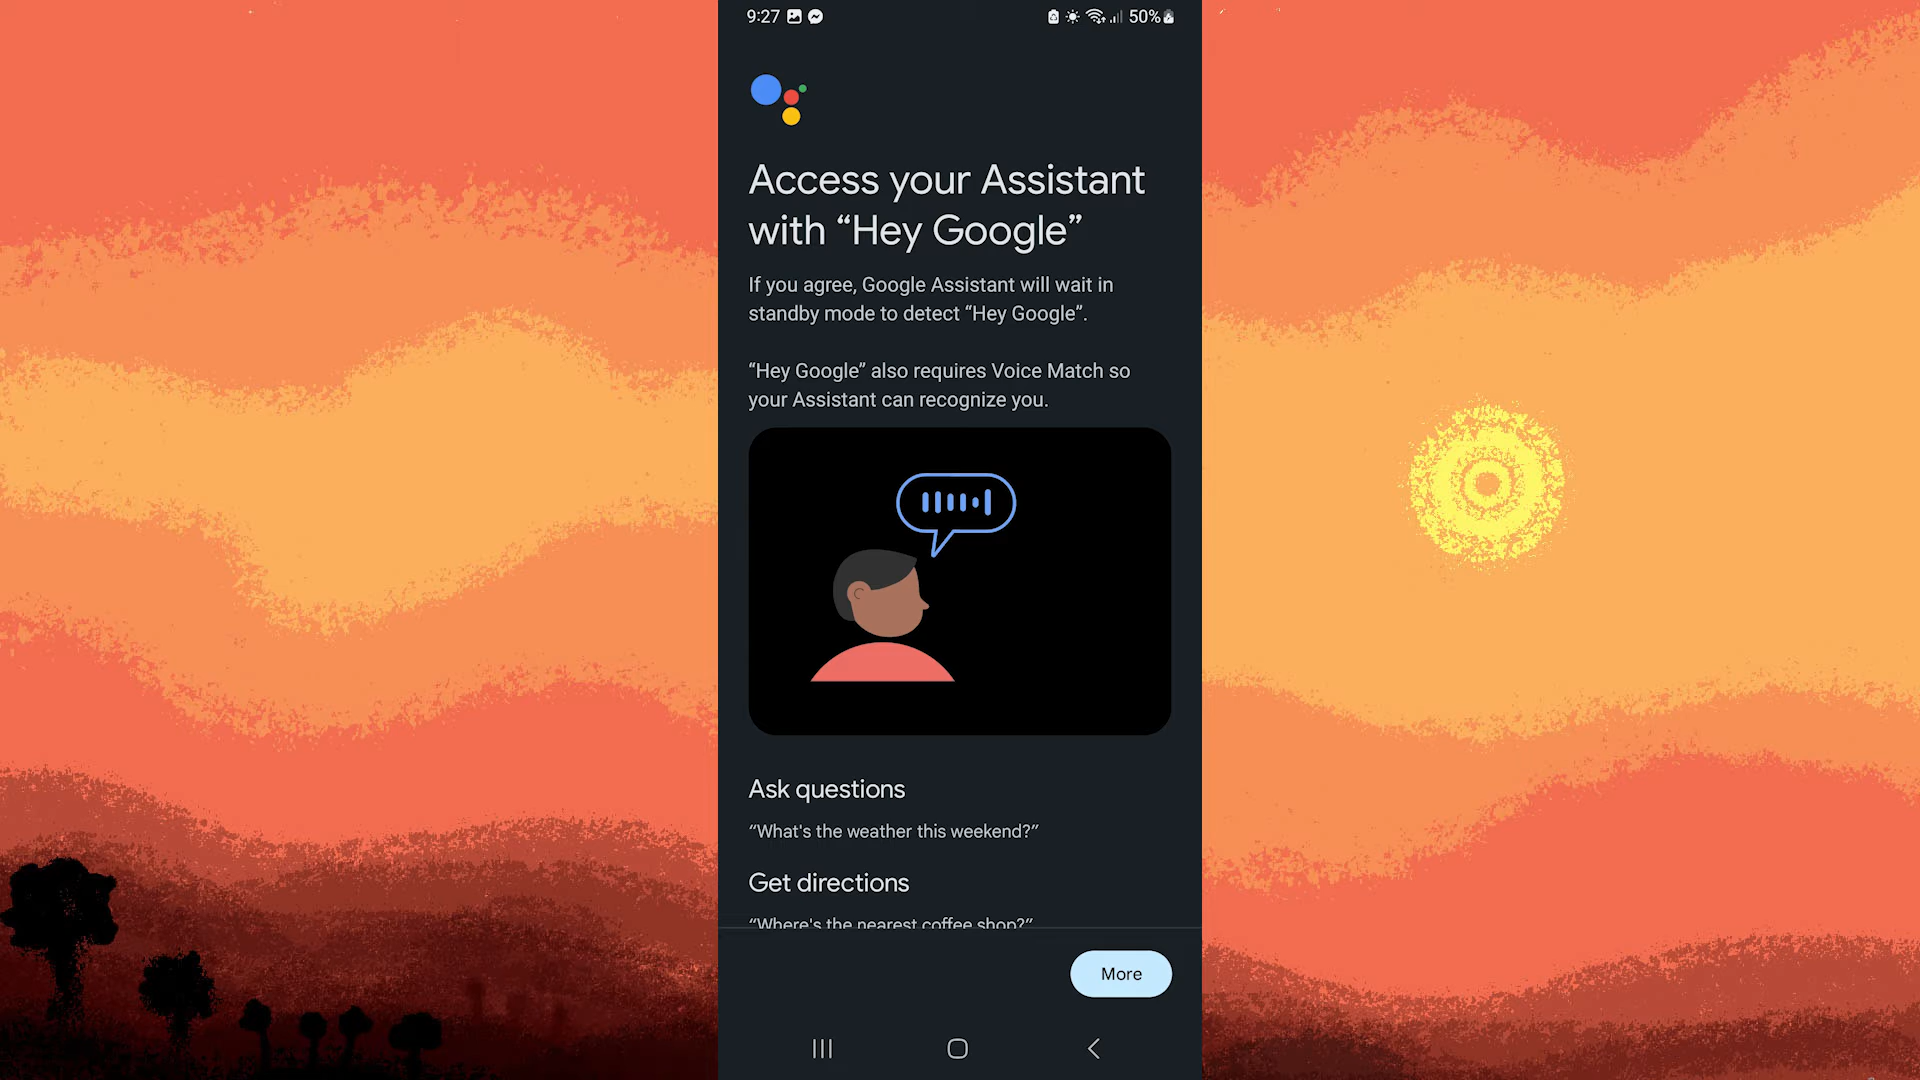 9:27
50%
Access your Assistant
with “Hey Google”
If you agree, Google Assistant will wait in
standby mode to detect “Hey Google”.
“Hey Google” also requires Voice Match so
your Assistant can recognize you.
Ask questions
“What's the weather this weekend?”
Get directions
“Where's the nearest coffee shop?”
More